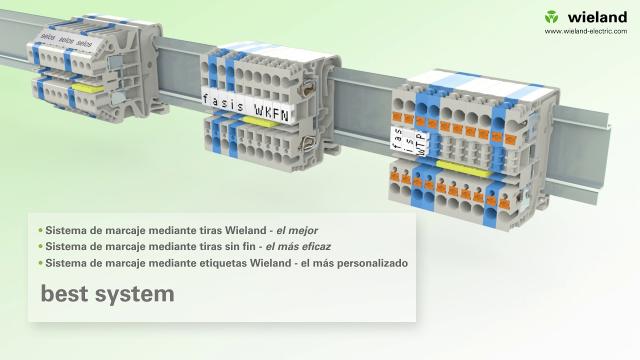 wieland
www.wieland-electric.com
selos selos selos
fasis WKFN
fas
is
WTP
• Sistema de marcaje mediante tiras Wieland - el mejor
• Sistema de marcaje mediante tiras sin fin - el más eficaz
• Sistema de marcaje mediante etiquetas Wieland - el más personalizado
best system